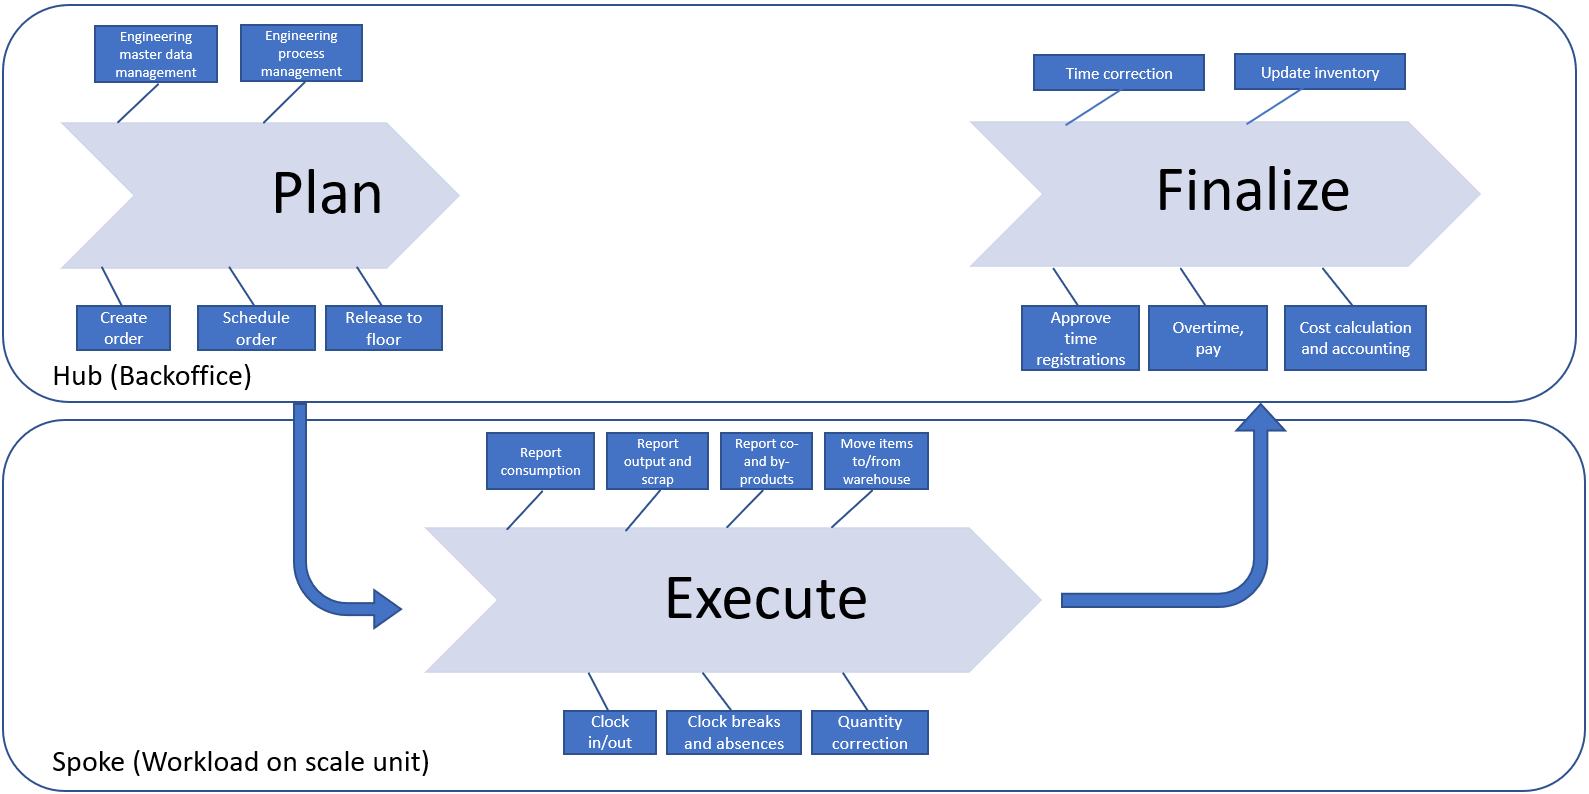 Engineering
master data
management
Engineering
process
management
Plan
Create
order
Schedule
order
Release to
floor
Time correction
Update inventory
Finalize
Approve
time
registrations
Overtime,
pay
Cost calculation
and accounting
Hub (Backoffice)
Report
consumption
Report
output and
scrap
Report co-
and by-
products
Move items
to/from
warehouse
Execute
Clock
in/out
Clock breaks
and absences
Quantity
correction
Spoke (Workload on scale unit)